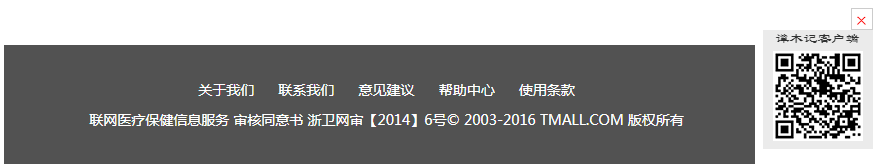 谭木记客户端
关于我们 联系我们 意见建议 帮助中心 使用条款
联网医疗保健信息服务 审核同意书 浙卫网审【2014】6号© 2003-2016 TMALL.COM 版权所有